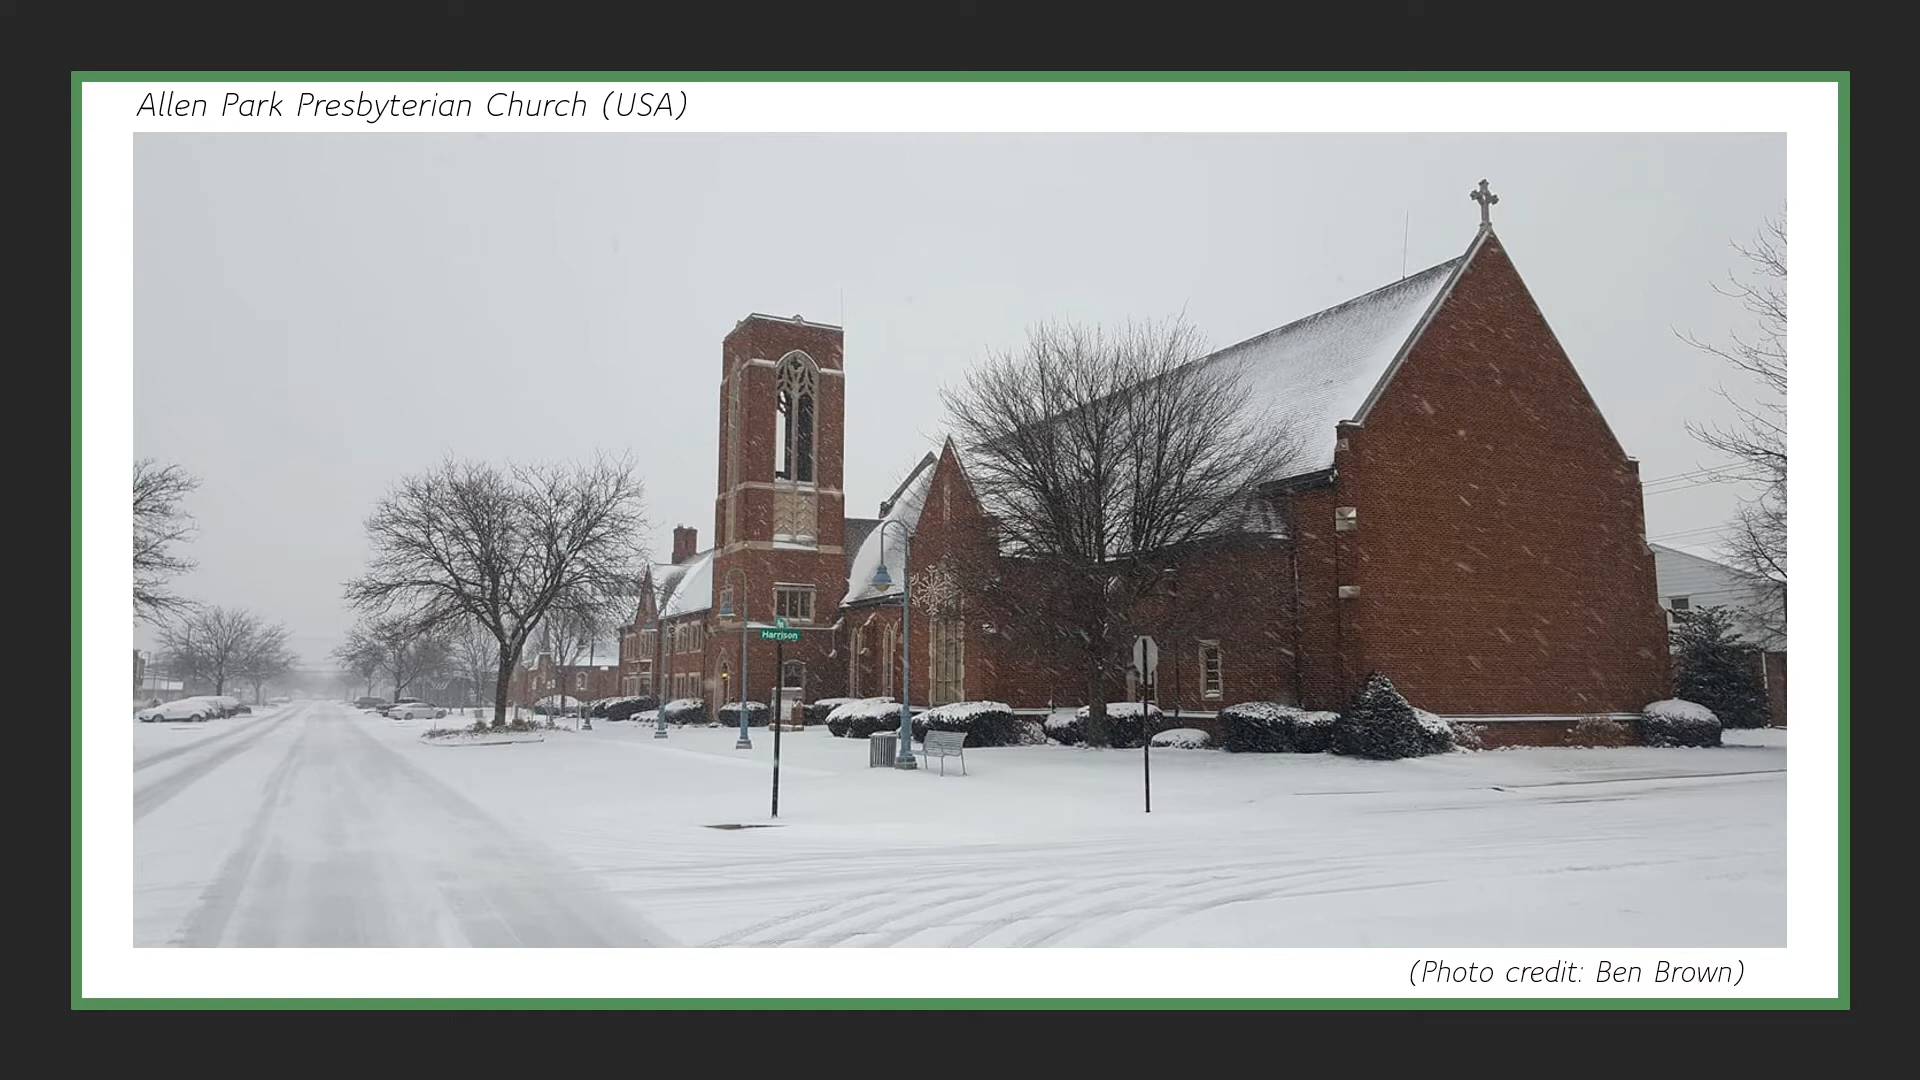 Allen Park Presbyterian Church (USA)
Harrison
(Photo credit: Ben Brown)